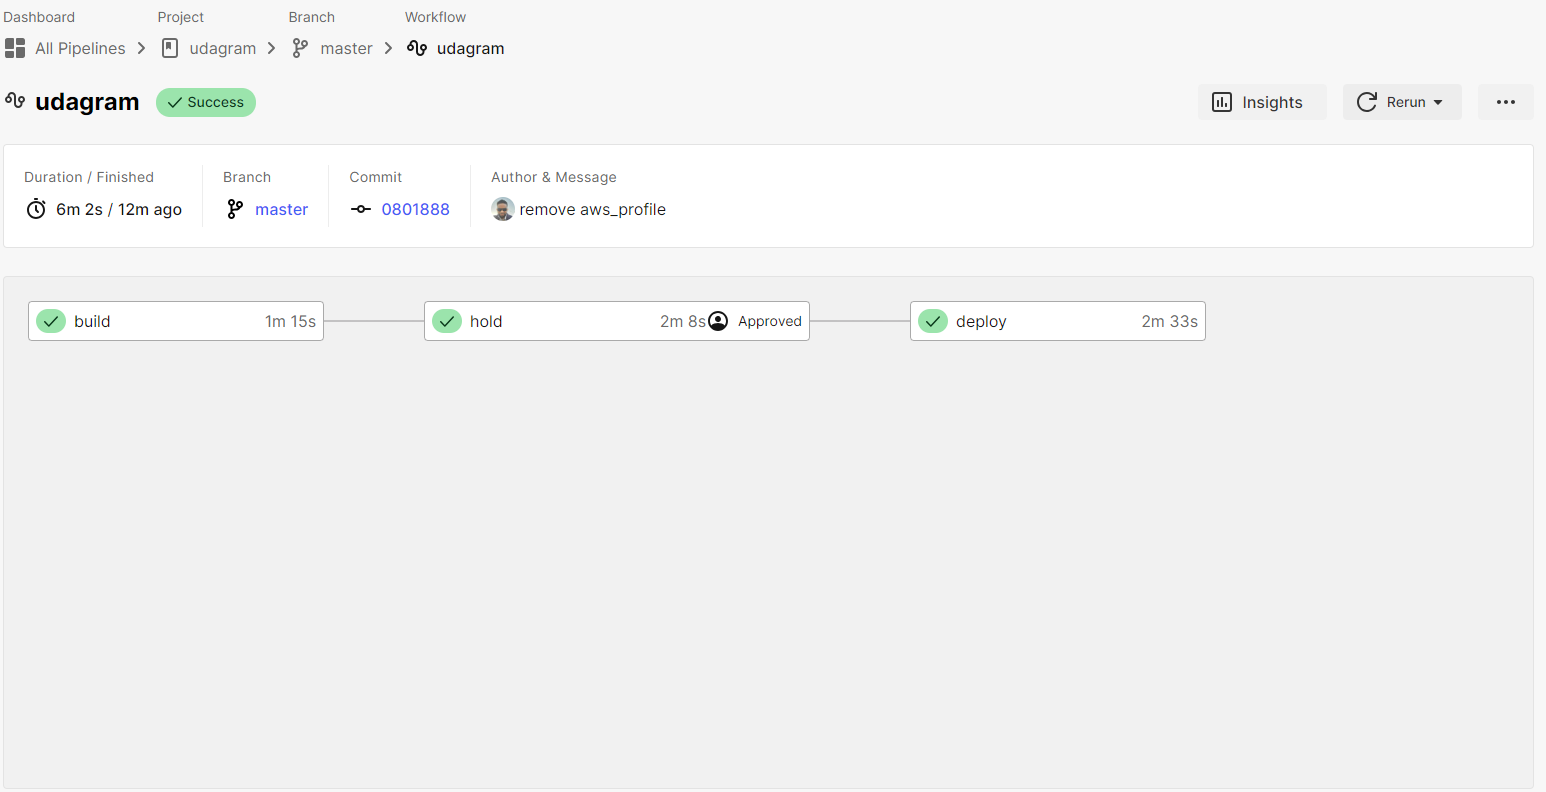 Dashboard Project Branch Workflow
All Pipelines udagram master udagram
udagram Success Insights Rerun
Duration / Finished Branch Commit Author & Message
6m 2s / 12m ago master 0801888 remove aws_profile
build 1m 15s hold 2m 8s Approved deploy 2m 33s